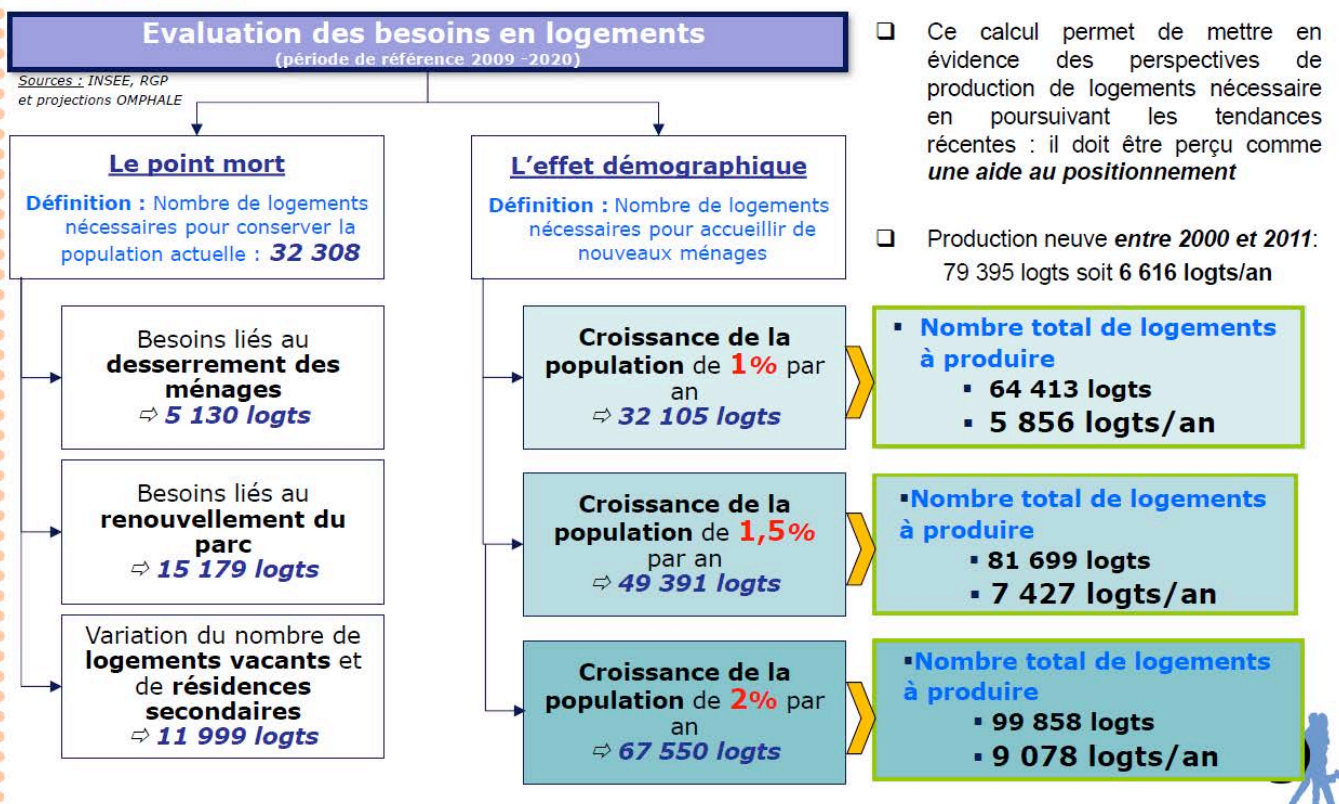 Evaluation des besoins en logements
(période de référence 2009 -2020)
Sources : INSEE, RGP
et projections OMPHALE
Le point mort
Définition : Nombre de logements
nécessaires pour conserver la
population actuelle : 32 308
Besoins liés au
desserrement des
ménages
⇨ 5 130 logts
Besoins liés au
renouvellement du
parc
⇨ 15 179 logts
Variation du nombre de
logements vacants et
de résidences
secondaires
⇨ 11 999 logts
L'effet démographique
Définition : Nombre de logements
nécessaires pour accueillir de
nouveaux ménages
Croissance de la
population de 1% par
an
⇨ 32 105 logts
Croissance de la
population de 1,5%
par an
⇨ 49 391 logts
Croissance de la
population de 2% par
an
⇨ 67 550 logts
❑ Ce calcul permet de mettre en
évidence des perspectives de
production de logements nécessaire
en poursuivant les tendances
récentes : il doit être perçu comme
une aide au positionnement
❑ Production neuve entre 2000 et 2011:
79 395 logts soit 6 616 logts/an
▪ Nombre total de logements
à produire
▪ 64 413 logts
▪ 5 856 logts/an
▪Nombre total de logements
à produire
▪ 81 699 logts
▪ 7 427 logts/an
▪Nombre total de logements
à produire
▪ 99 858 logts
▪ 9 078 logts/an